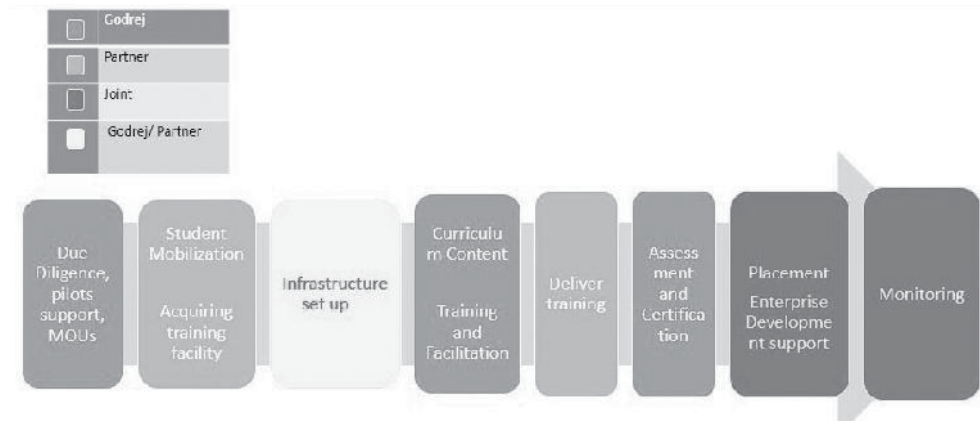 Godrej
Partner
Joint
Godrej/ Partner
Due
Diligence,
pilots
support,
MOUs
Student
Mobilization
Acquiring
training
facility
Infrastructure
set up
Curriculu
m Content
Training
and
Facilitation
Deliver
training
Assess
ment
and
Certifica
tion
Placement
Enterprise
Developme
nt support
Monitoring